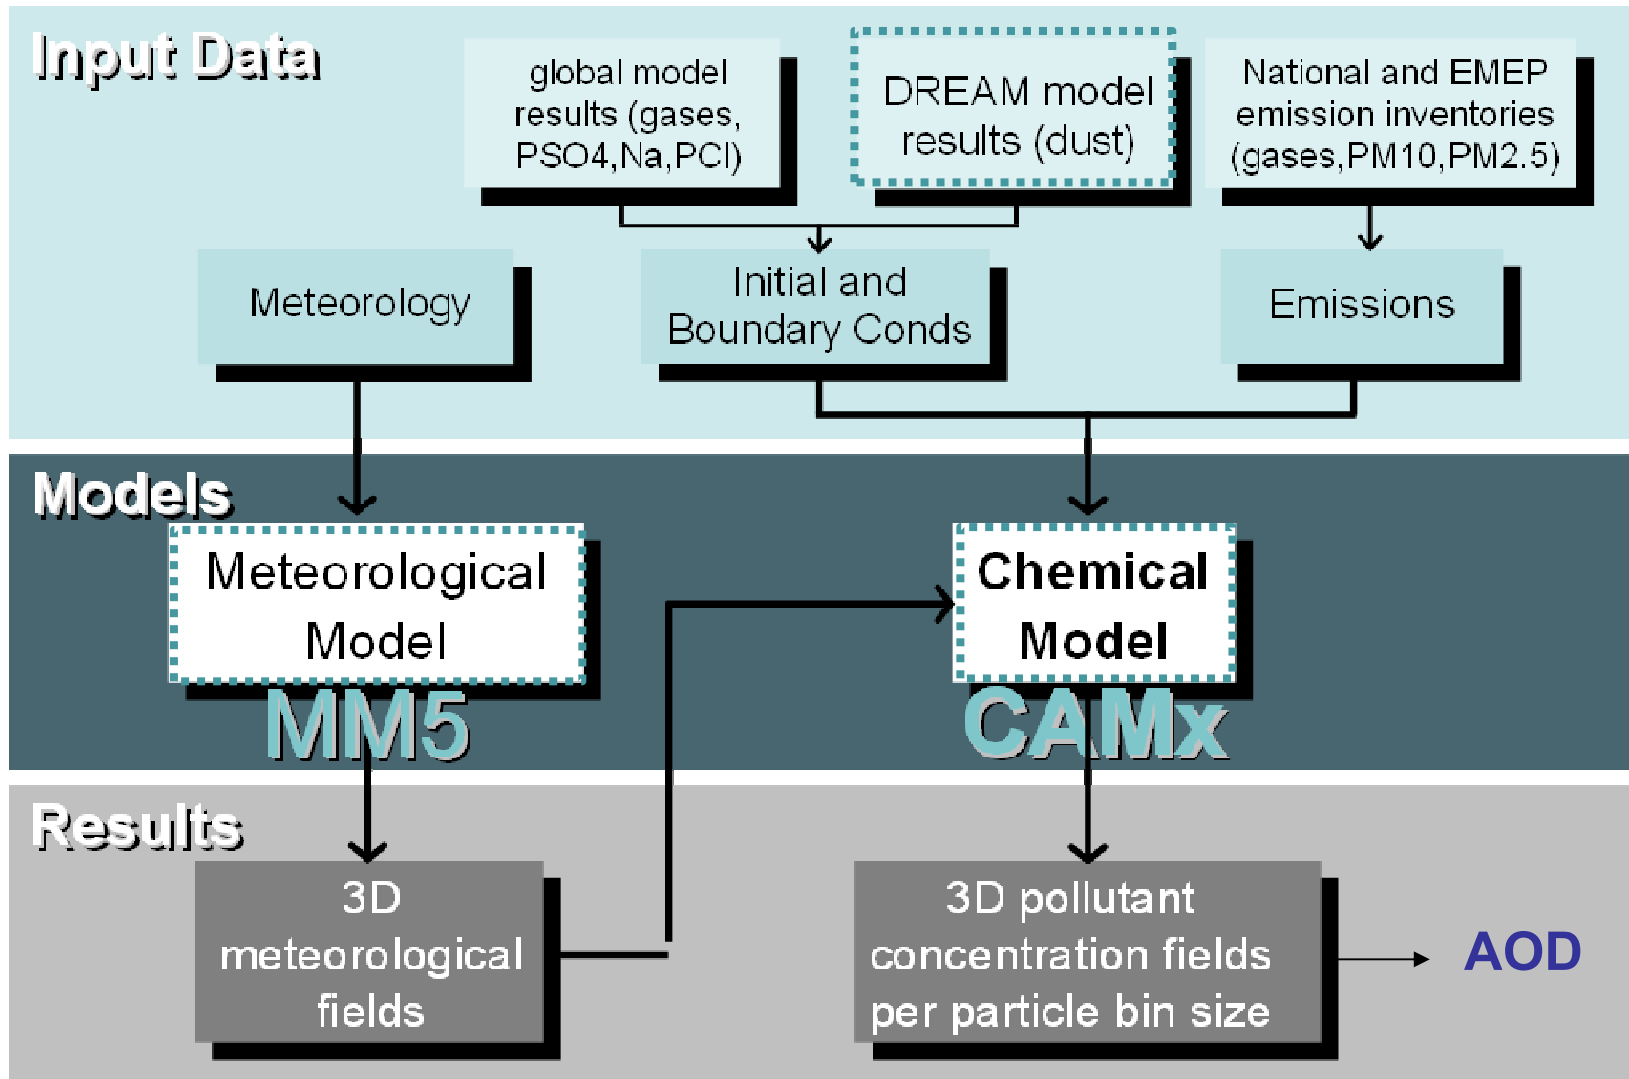 Input Data
global model
results (gases,
PSO4,Na,PCl)
DREAM model
results (dust)
National and EMEP
emission inventories
(gases,PM10,PM2.5)
Meteorology
Initial and
Boundary Conds
Emissions
Models
Meteorological
Model
MM5
Chemical
Model
CAMx
Results
3D
meteorological
fields
3D pollutant
concentration fields
per particle bin size
AOD